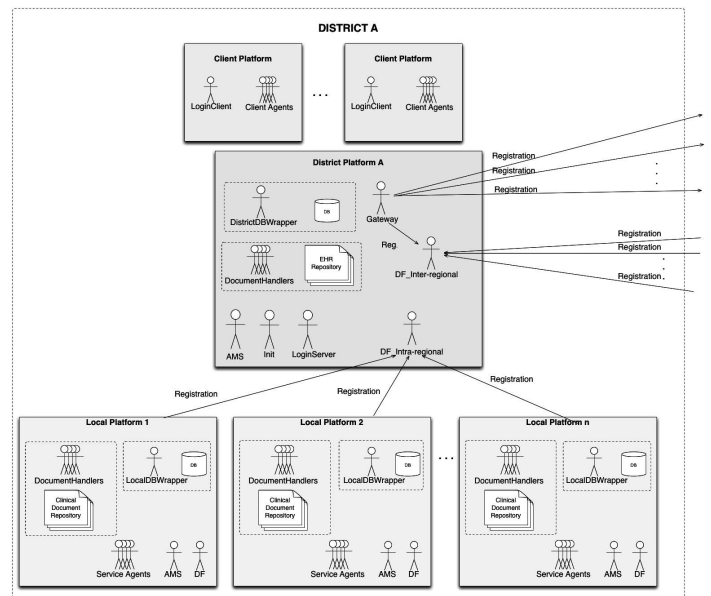 DISTRICT A
Client Platform
LoginClient
Client Agents
. . .
Client Platform
LoginClient
Client Agents
District Platform A
DistrictDBWrapper
DB
Gateway
Registration
Registration
Registration
Reg.
DF_Inter-regional
Registration
Registration
Registration
DocumentHandlers
EHR
Repository
AMS
Init
LoginServer
DF_Intra-regional
Registration
Registration
Registration
Local Platform 1
DocumentHandlers
Clinical
Document
Repository
LocalDBWrapper
DB
Service Agents
AMS
DF
Local Platform 2
DocumentHandlers
Clinical
Document
Repository
LocalDBWrapper
DB
Service Agents
AMS
DF
. . .
Local Platform n
DocumentHandlers
Clinical
Document
Repository
LocalDBWrapper
DB
Service Agents
AMS
DF